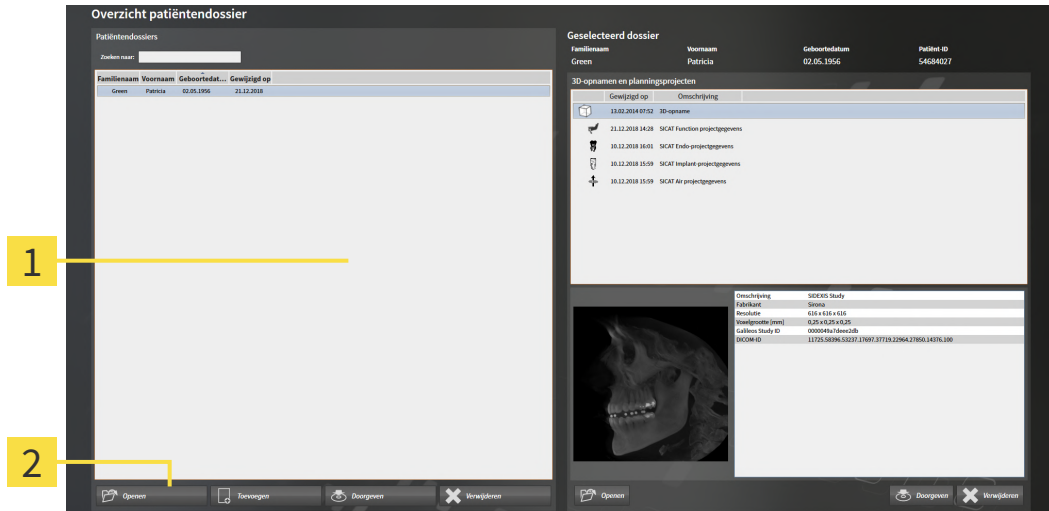 Overzicht patiëntendossier
Patiëntendossiers
Zoeken naar:
Familienaam Voornaam Geboortedat... Gewijzigd op
Green Patricia 02.05.1956 21.12.2018
1
2
Openen Toevoegen Doorgeven Verwijderen
Geselecteerd dossier
Familienaam Voornaam Geboortedatum Patiënt-ID
Green Patricia 02.05.1956 54684027
3D-opnamen en planningsprojecten
Gewijzigd op Omschrijving
13.02.2014 07:52 3D-opname
21.12.2018 14:28 SICAT Function projectgegevens
10.12.2018 16:01 SICAT Endo-projectgegevens
10.12.2018 15:59 SICAT Implant-projectgegevens
10.12.2018 15:59 SICAT Air projectgegevens
Omschrijving SIDEXIS Study
Fabrikant Sirona
Resolutie 616 x 616 x 616
Voxelgrootte [mm] 0,25 x 0,25 x 0,25
Galileos Study ID 0000049a7deee2db
DICOM-ID 11725.58396.53237.17697.37719.22964.27850.14376.100
Openen Doorgeven Verwijderen